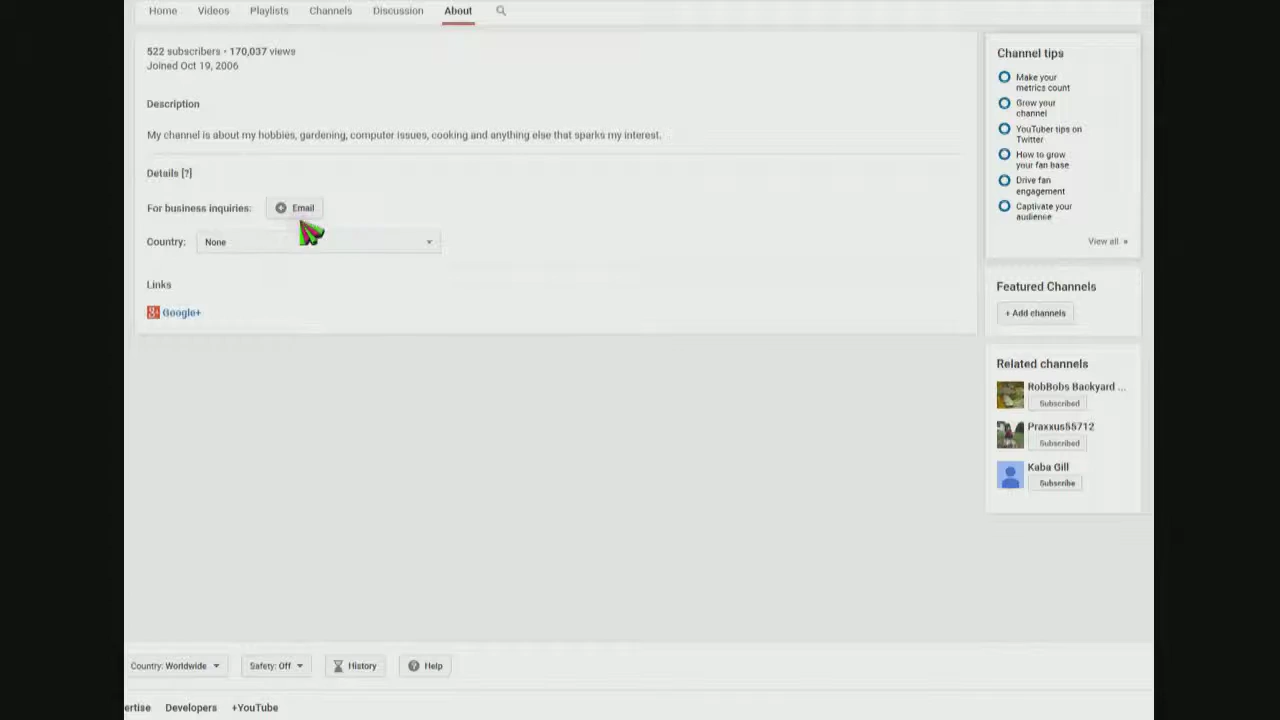 Home Videos Playlists Channels Discussion About
522 subscribers • 170,037 views
Joined Oct 19, 2006
Description
My channel is about my hobbies, gardening, computer issues, cooking and anything else that sparks my interest.
Details [?]
For business inquiries: Email
Country: None
Links
Google+
Channel tips
Make your
metrics count
Grow your
channel
YouTuber tips on
Twitter
How to grow
your fan base
Drive fan
engagement
Captivate your
audience
View all »
Featured Channels
+ Add channels
Related channels
RobBobs Backyard ...
Subscribed
Praxxus55712
Subscribed
Kaba Gill
Subscribe
Country: Worldwide Safety: Off History Help
ertise Developers +YouTube